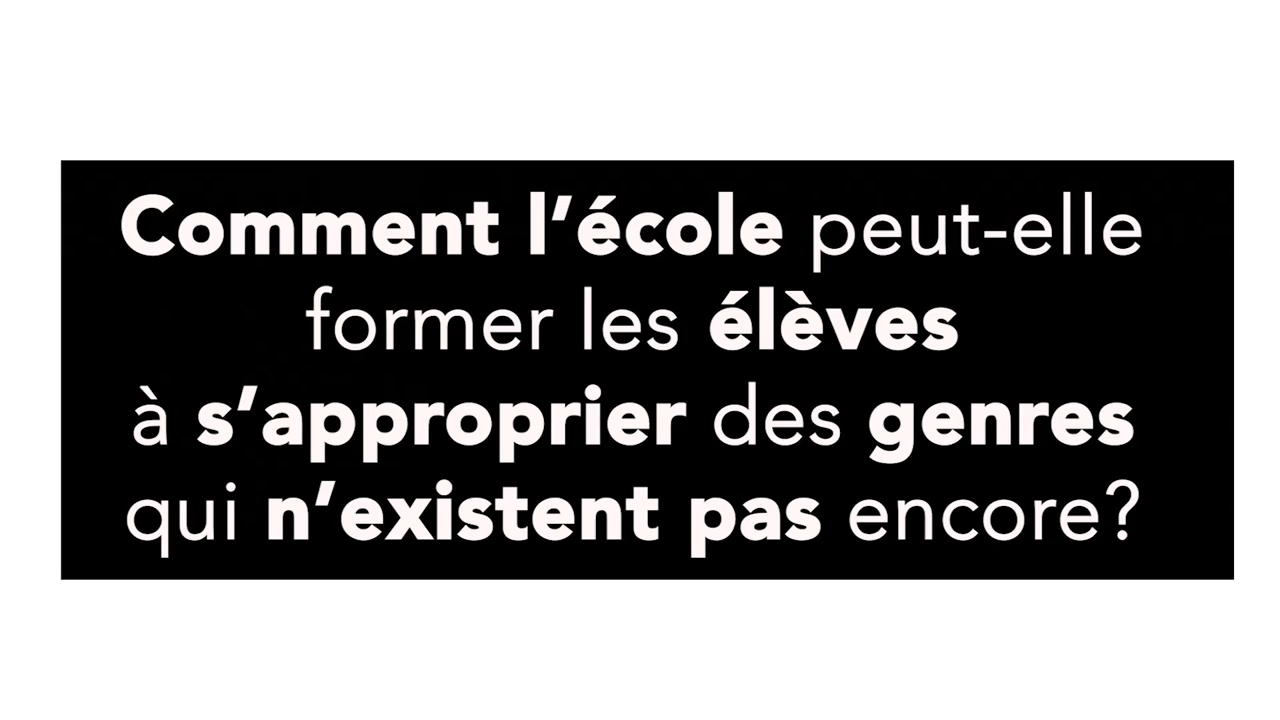 Comment l’école peut-elle
former les élèves
à s’approprier des genres
qui n’existent pas encore?